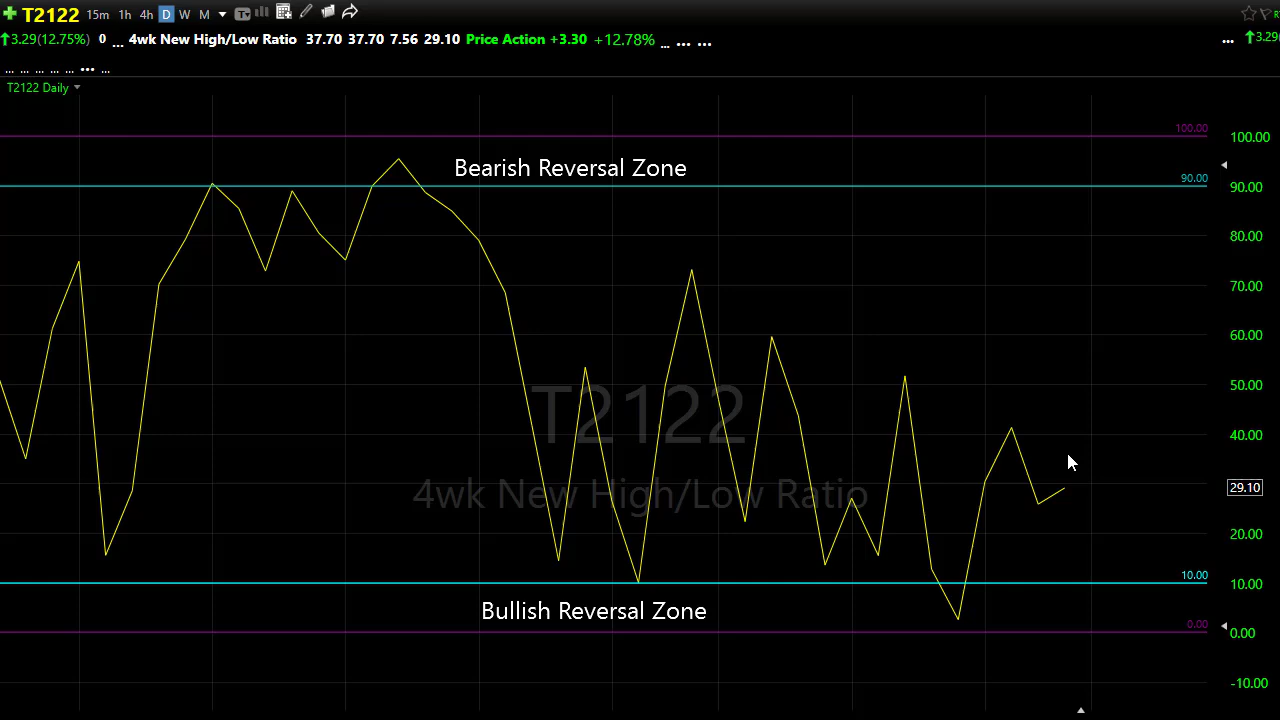 T2122 15m 1h 4h D W M
3.29(12.75%) 0 ... 4wk New High/Low Ratio 37.70 37.70 7.56 29.10 Price Action +3.30 +12.78% ... ... ... ... 3.29
... ... ... ... ... ... ...
T2122 Daily
100.00 100.00
Bearish Reversal Zone
90.00 90.00
80.00
70.00
60.00
50.00
T2122
40.00
4wk New High/Low Ratio 29.10
20.00
10.00 10.00
Bullish Reversal Zone
0.00 0.00
-10.00